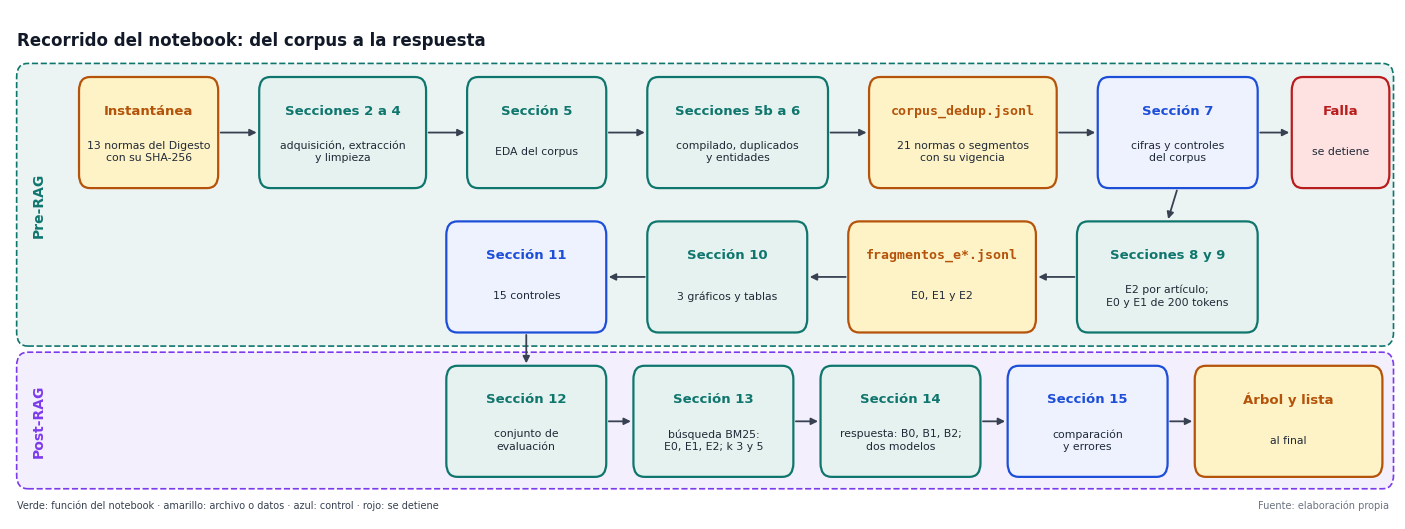 Recorrido del notebook: del corpus a la respuesta
Pre-RAG
Instantánea
13 normas del Digesto
con su SHA-256
Secciones 2 a 4
adquisición, extracción
y limpieza
Sección 5
EDA del corpus
Secciones 5b a 6
compilado, duplicados
y entidades
corpus_dedup.jsonl
21 normas o segmentos
con su vigencia
Sección 7
cifras y controles
del corpus
Falla
se detiene
Secciones 8 y 9
E2 por artículo;
E0 y E1 de 200 tokens
fragmentos_e*.jsonl
E0, E1 y E2
Sección 10
3 gráficos y tablas
Sección 11
15 controles
Post-RAG
Sección 12
conjunto de
evaluación
Sección 13
búsqueda BM25:
E0, E1, E2; k 3 y 5
Sección 14
respuesta: B0, B1, B2;
dos modelos
Sección 15
comparación
y errores
Árbol y lista
al final
Verde: función del notebook · amarillo: archivo o datos · azul: control · rojo: se detiene
Fuente: elaboración propia